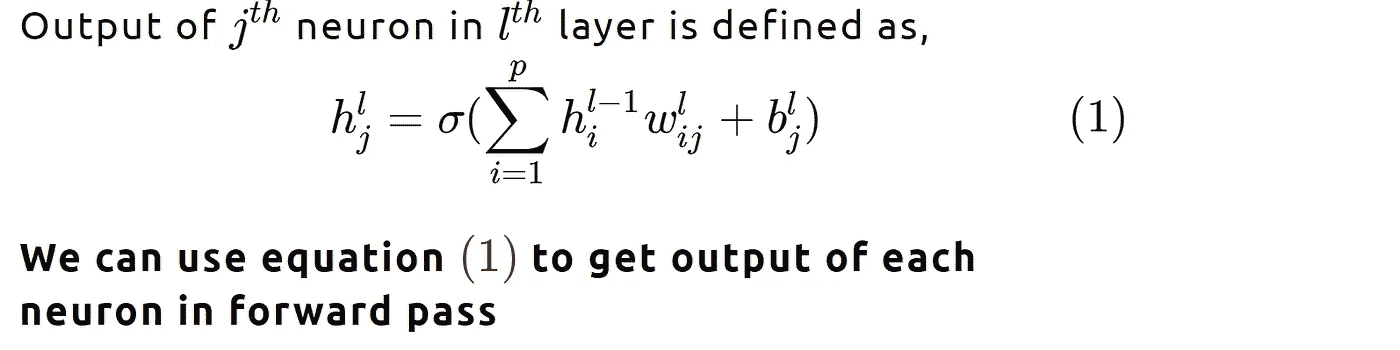 Output of $j^{th}$ neuron in $l^{th}$ layer is defined as,
$h_j^l = \sigma(\sum_{i=1}^{p} h_i^{l-1} w_{ij}^l + b_j^l)$ (1)
We can use equation (1) to get output of each
neuron in forward pass